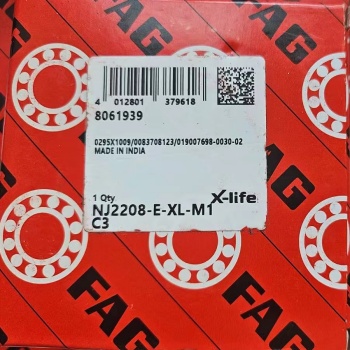 FAG
FAG
4 012801 379618
8061939
0295X1009/0083708123/019007698-0030-02
MADE IN INDIA
1 Qty
X-life
NJ2208-E-XL-M1
C3
FAG
FAG